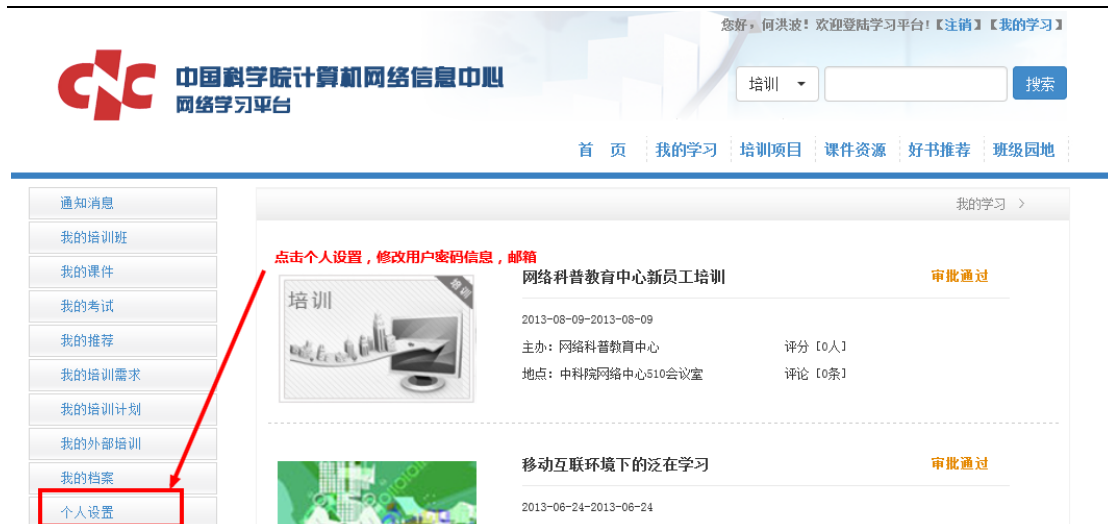 您好，何洪波！欢迎登陆学习平台！【注销】【我的学习】
中国科学院计算机网络信息中心
网络学习平台
培训
搜索
首 页 我的学习 培训项目 课件资源 好书推荐 班级园地
通知消息
我的培训班
我的课件
我的考试
我的推荐
我的培训需求
我的培训计划
我的外部培训
我的档案
个人设置
我的学习 >
点击个人设置，修改用户密码信息，邮箱
培训
培训
网络科普教育中心新员工培训
审批通过
2013-08-09-2013-08-09
主办：网络科普教育中心
评分【0人】
地点：中科院网络中心510会议室
评论【0条】
移动互联环境下的泛在学习
审批通过
2013-06-24-2013-06-24